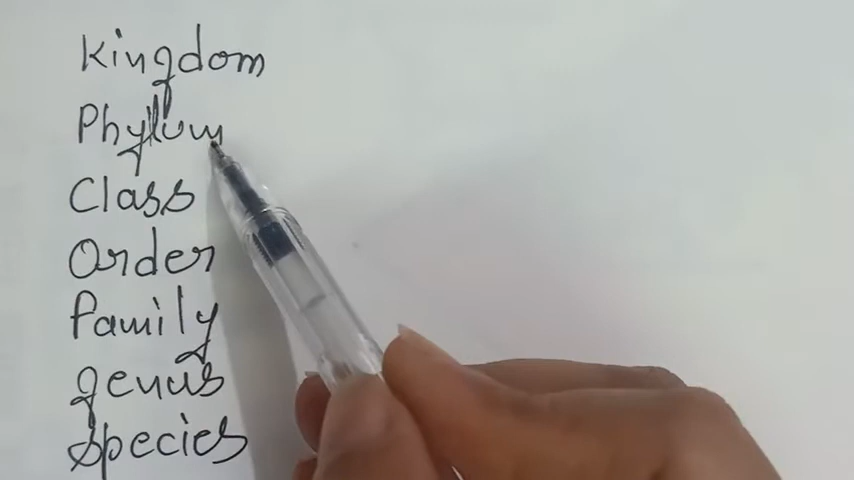 Kingdom
Phylum
Class
Order
Family
genus
species